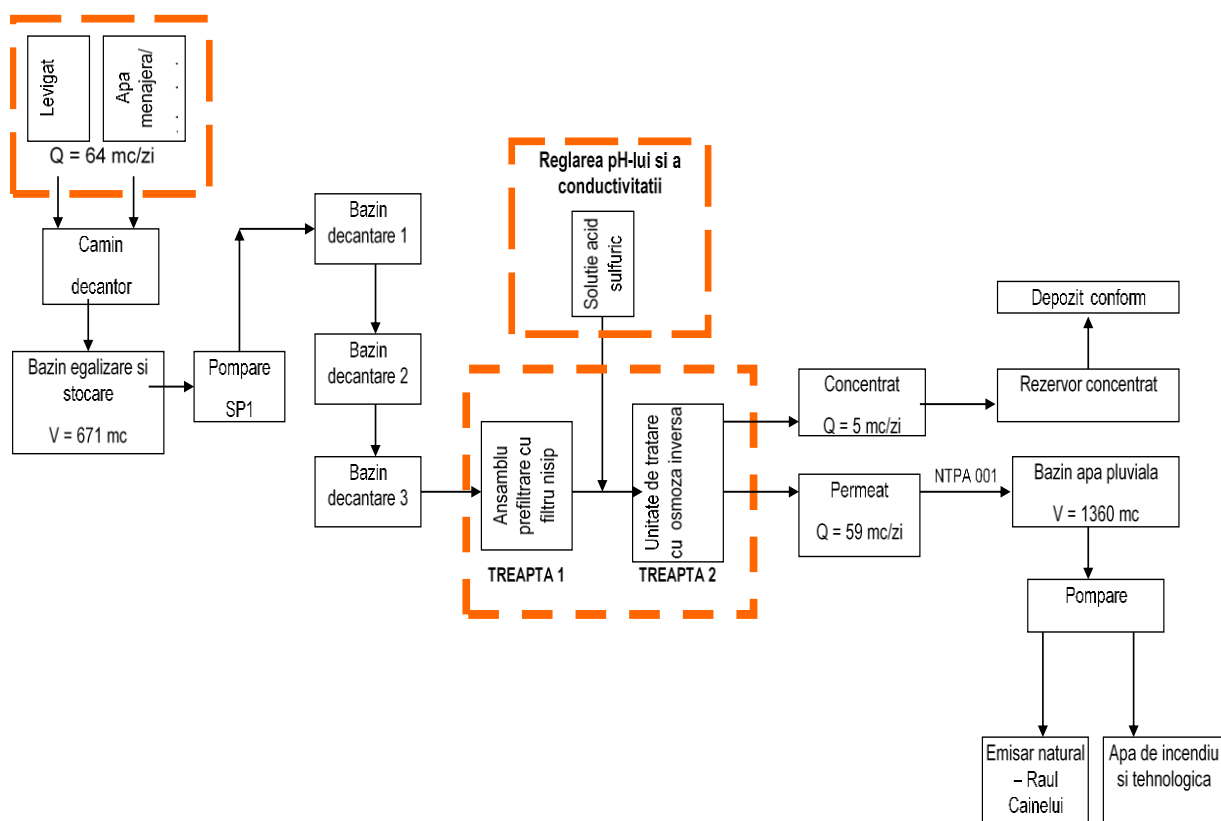 Levigat
Apa
menajera/
Q = 64 mc/zi
Camin
decantor
Bazin egalizare si
stocare
V = 671 mc
Pompare
SP1
Bazin
decantare 1
Bazin
decantare 2
Bazin
decantare 3
Reglarea pH-lui si a
conductivitatii
Solutie acid
sulfuric
Ansamblu
prefiltrare cu
filtru nisip
TREAPTA 1
Unitate de tratare
cu osmoza inversa
TREAPTA 2
Concentrat
Q = 5 mc/zi
Rezervor concentrat
Depozit conform
Permeat
Q = 59 mc/zi
NTPA 001
Bazin apa pluviala
V = 1360 mc
Pompare
Emisar natural
– Raul
Cainelui
Apa de incendiu
si tehnologica